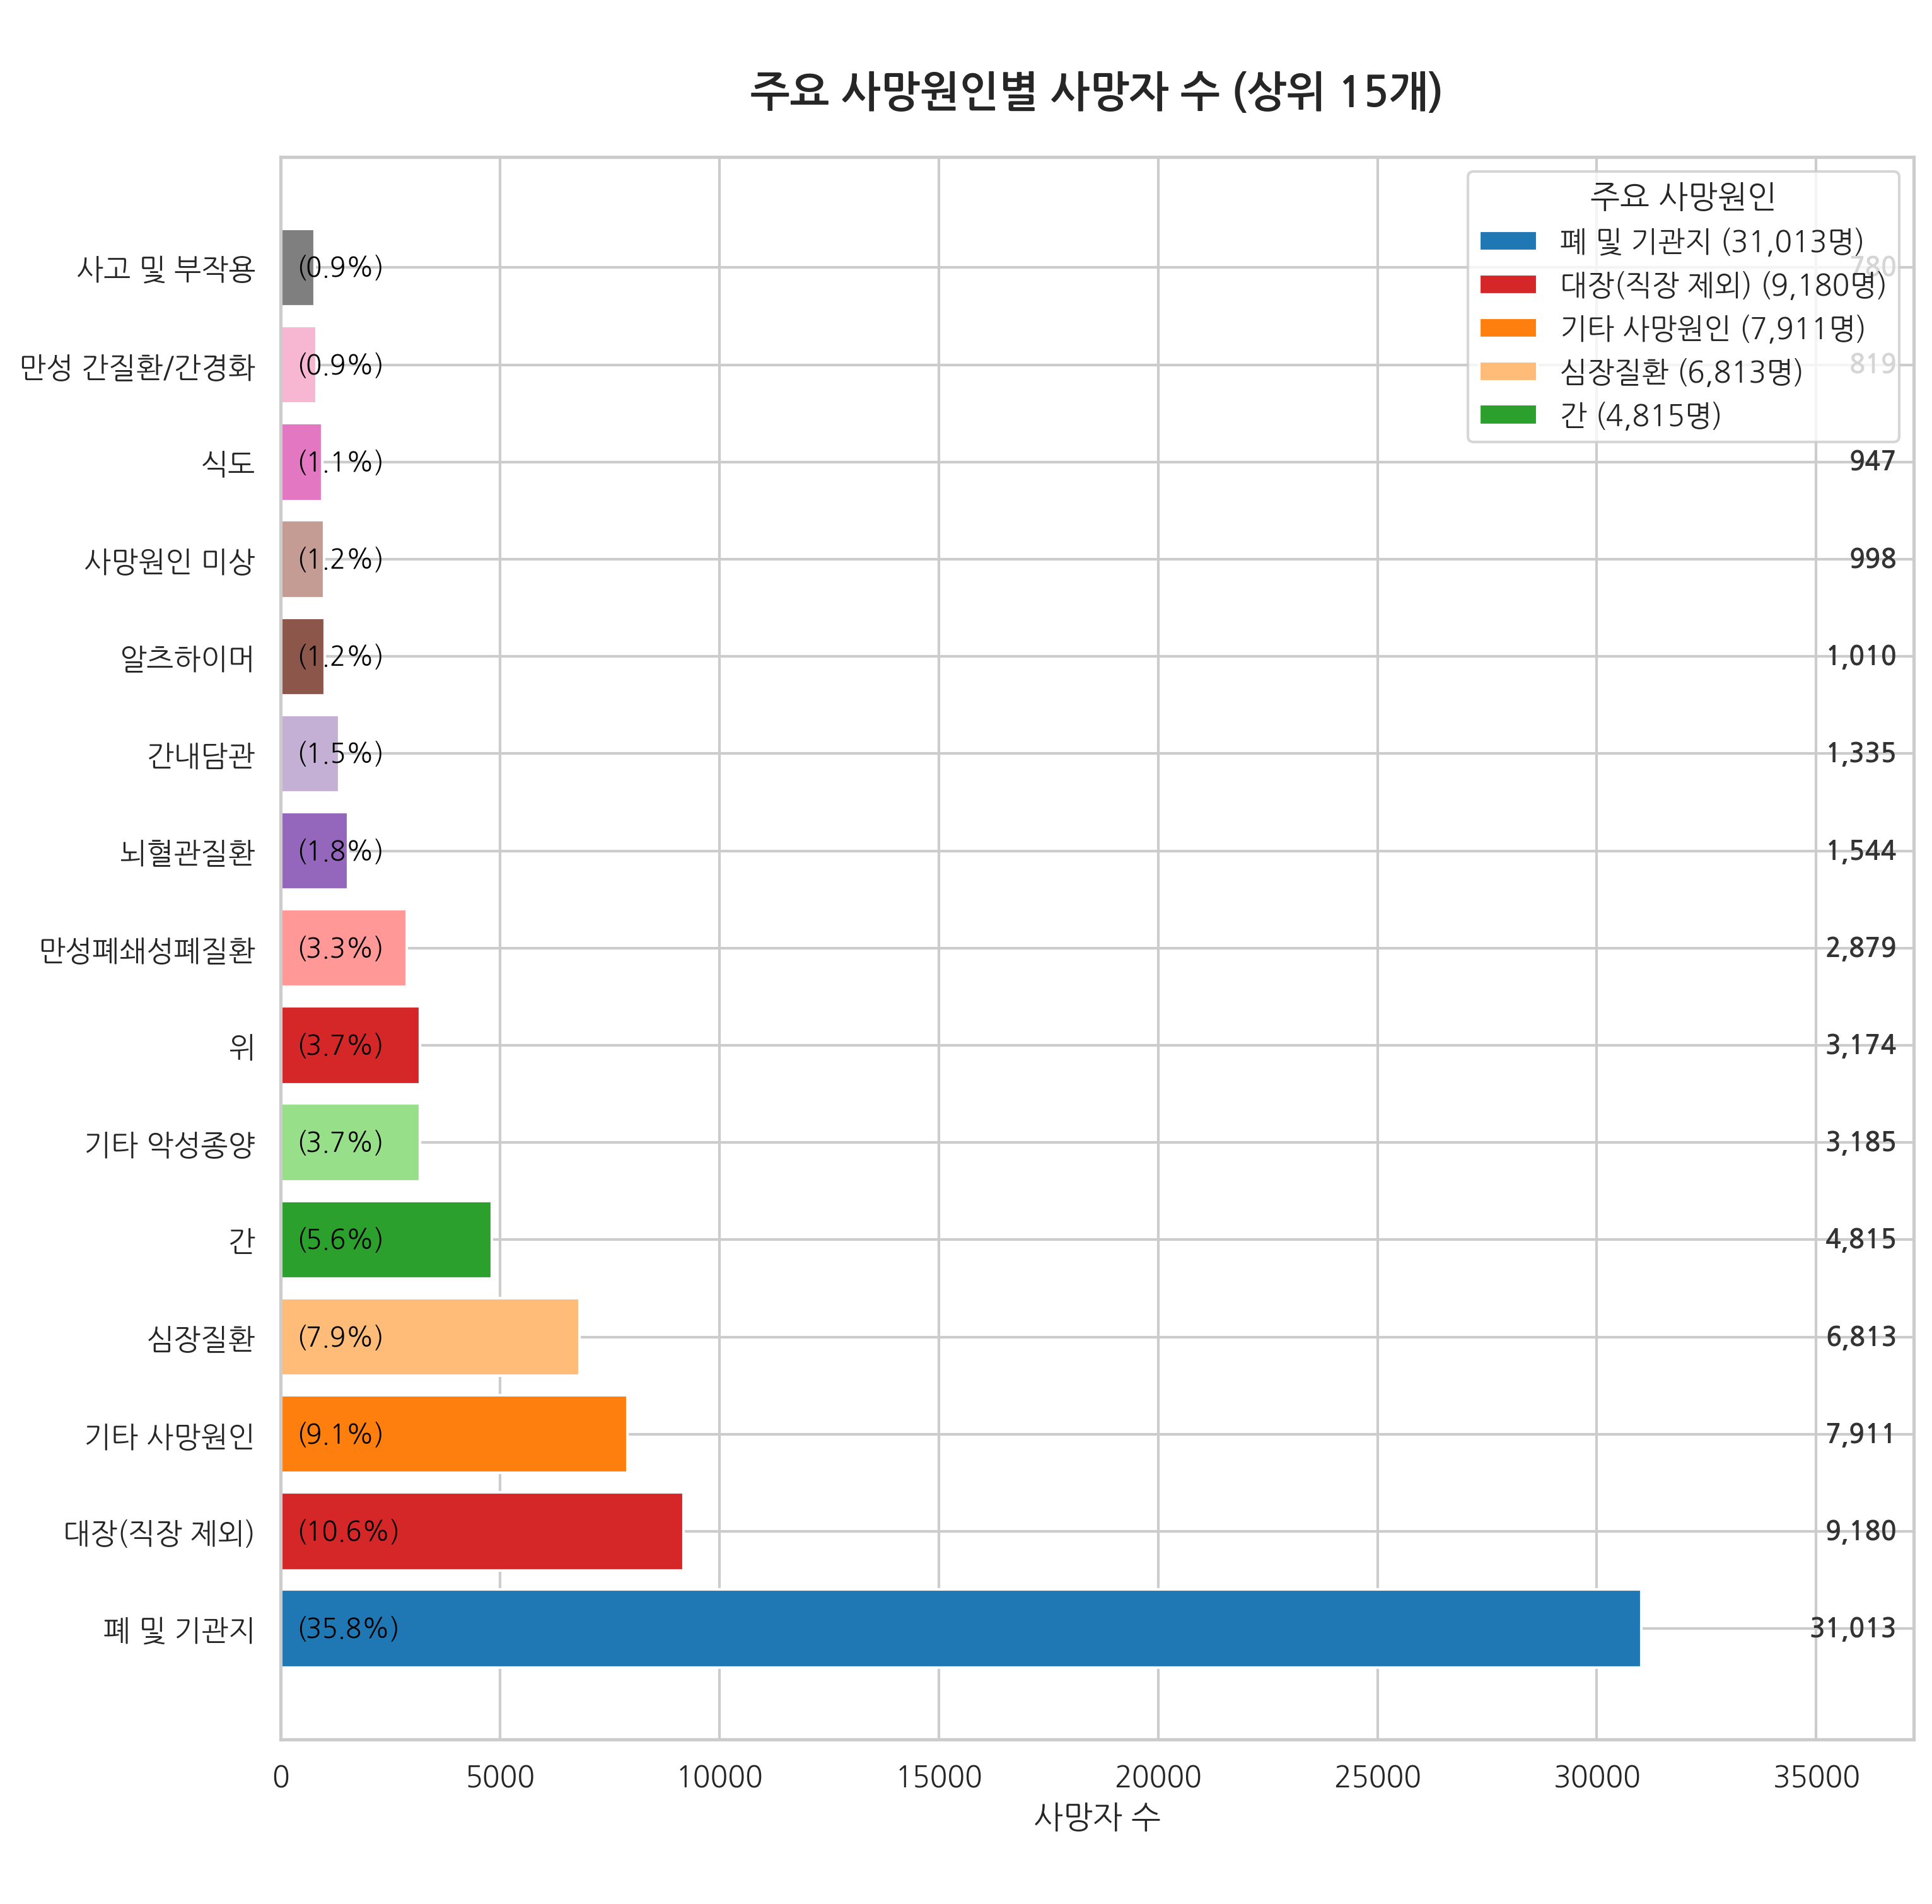 주요 사망원인별 사망자 수 (상위 15개)
주요 사망원인
폐 및 기관지 (31,013명)
대장(직장 제외) (9,180명)
기타 사망원인 (7,911명)
심장질환 (6,813명)
간 (4,815명)
사고 및 부작용 (0.9%) 780
만성 간질환/간경화 (0.9%) 819
식도 (1.1%) 947
사망원인 미상 (1.2%) 998
알츠하이머 (1.2%) 1,010
간내담관 (1.5%) 1,335
뇌혈관질환 (1.8%) 1,544
만성폐쇄성폐질환 (3.3%) 2,879
위 (3.7%) 3,174
기타 악성종양 (3.7%) 3,185
간 (5.6%) 4,815
심장질환 (7.9%) 6,813
기타 사망원인 (9.1%) 7,911
대장(직장 제외) (10.6%) 9,180
폐 및 기관지 (35.8%) 31,013
0 5000 10000 15000 20000 25000 30000 35000
사망자 수